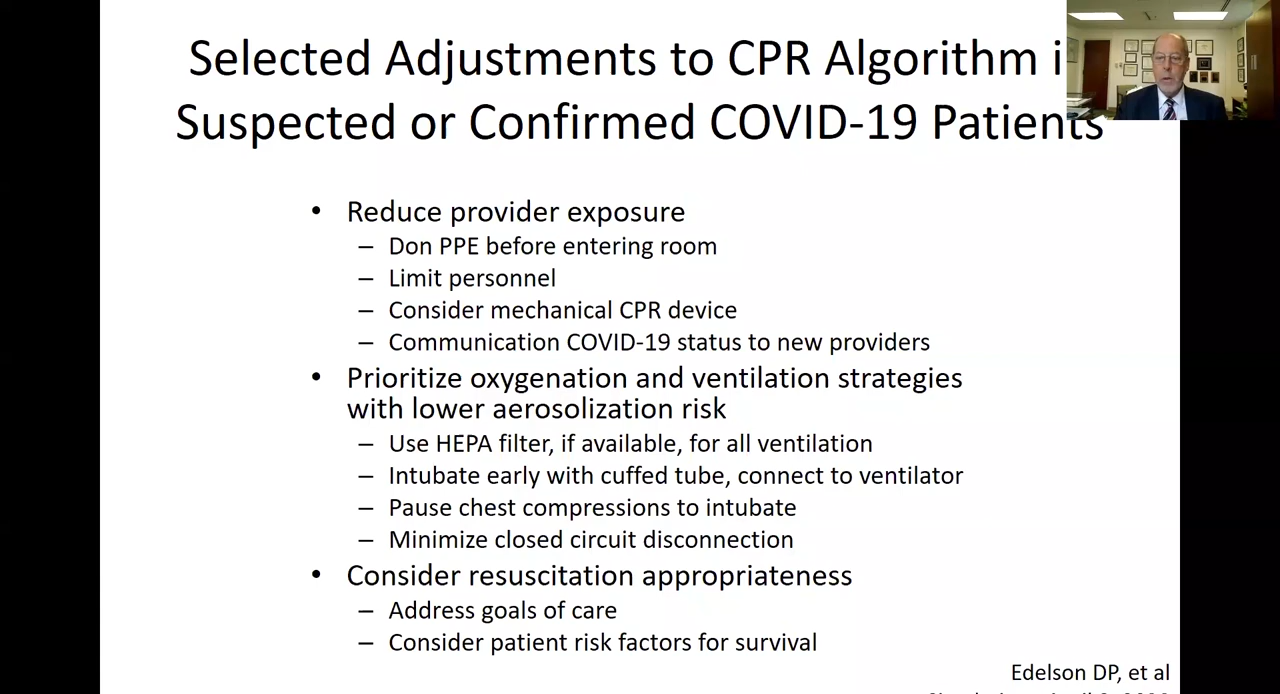 Selected Adjustments to CPR Algorithm i
Suspected or Confirmed COVID-19 Patients
• Reduce provider exposure
– Don PPE before entering room
– Limit personnel
– Consider mechanical CPR device
– Communication COVID-19 status to new providers
• Prioritize oxygenation and ventilation strategies
with lower aerosolization risk
– Use HEPA filter, if available, for all ventilation
– Intubate early with cuffed tube, connect to ventilator
– Pause chest compressions to intubate
– Minimize closed circuit disconnection
• Consider resuscitation appropriateness
– Address goals of care
– Consider patient risk factors for survival
Edelson DP, et al